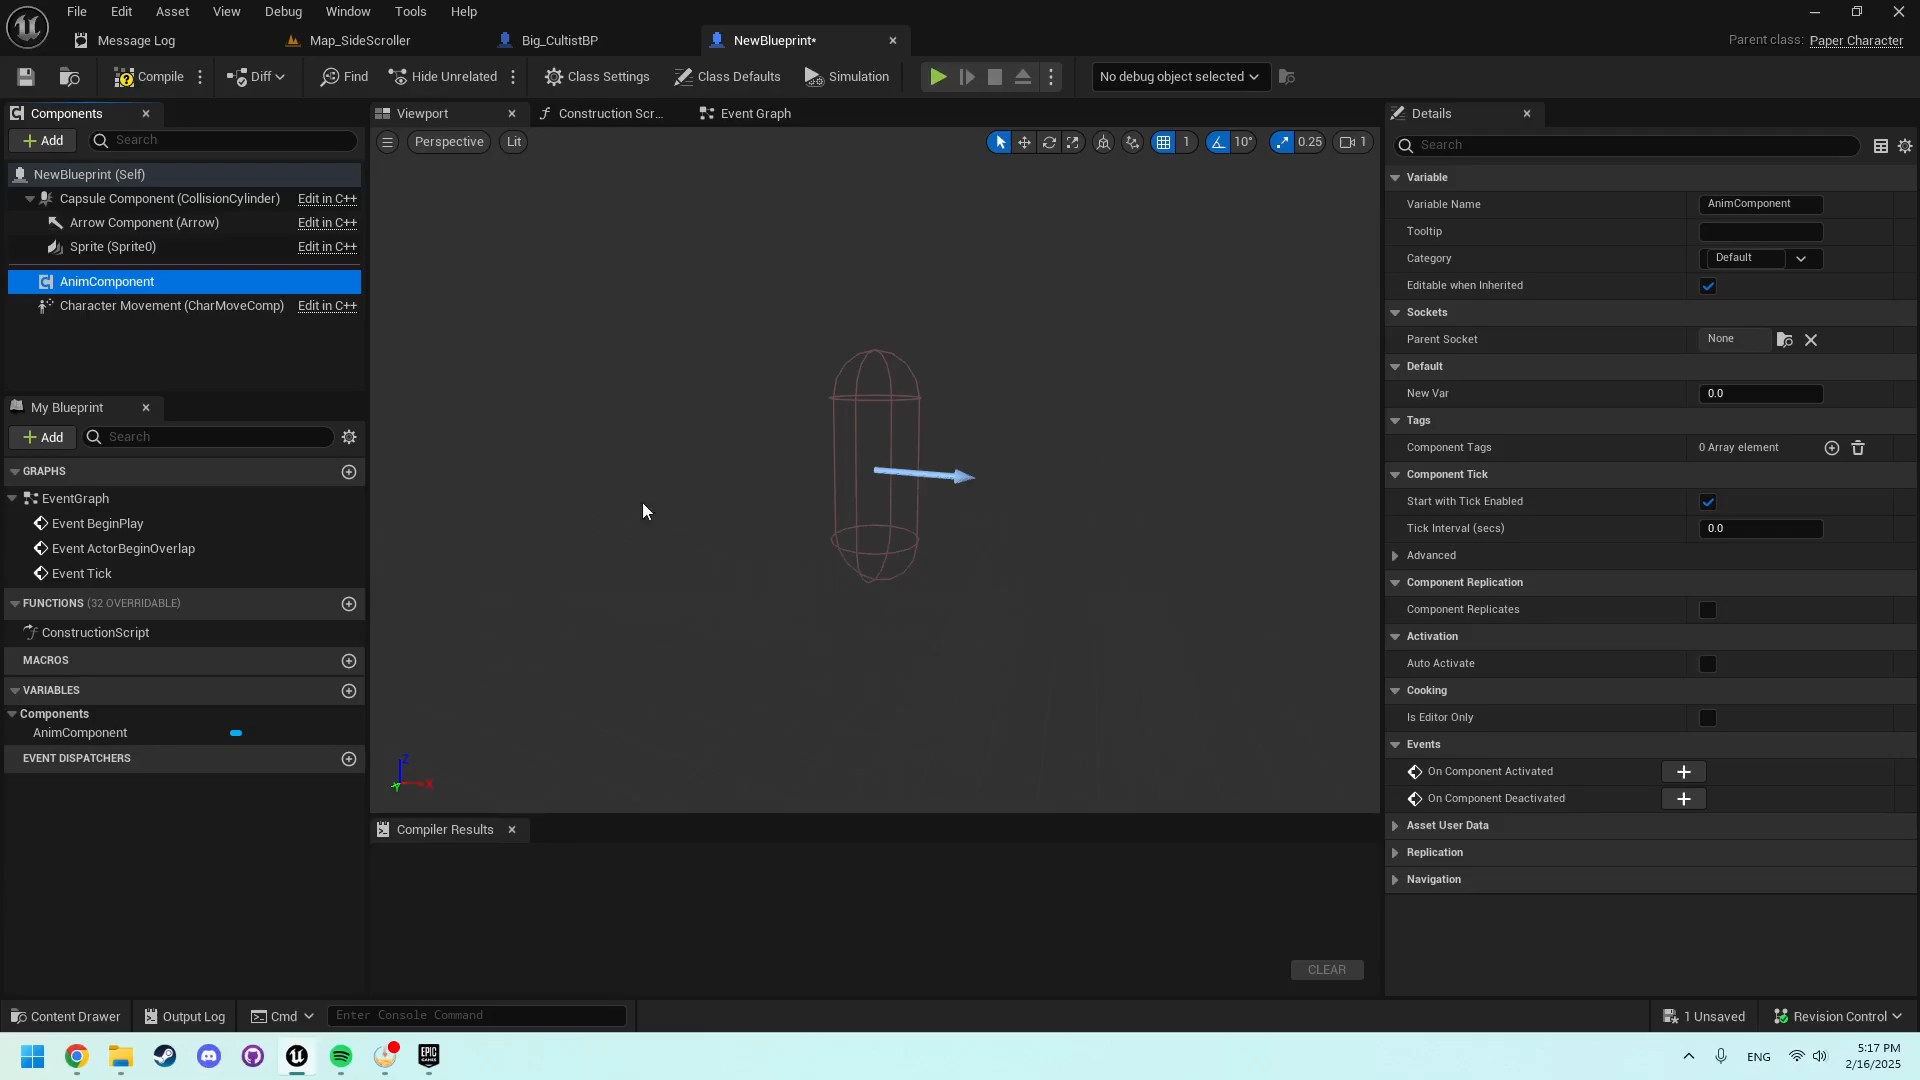 File Edit Asset View Debug Window Tools Help
Message Log Map_SideScroller Big_CultistBP NewBlueprint* Parent class: Paper Character
Compile Diff Find Hide Unrelated Class Settings Class Defaults Simulation No debug object selected
Components
Add Search
NewBlueprint (Self)
Capsule Component (CollisionCylinder) Edit in C++
Arrow Component (Arrow) Edit in C++
Sprite (Sprite0) Edit in C++
AnimComponent
Character Movement (CharMoveComp) Edit in C++
My Blueprint
Add Search
GRAPHS
EventGraph
Event BeginPlay
Event ActorBeginOverlap
Event Tick
FUNCTIONS (32 OVERRIDABLE)
ConstructionScript
MACROS
VARIABLES
Components
AnimComponent
EVENT DISPATCHERS
Viewport Construction Scr... Event Graph
Perspective Lit 1 10° 0.25 1
Z
X
Compiler Results
CLEAR
Details
Search
Variable
Variable Name AnimComponent
Tooltip
Category Default
Editable when Inherited
Sockets
Parent Socket None
Default
New Var 0.0
Tags
Component Tags 0 Array element
Component Tick
Start with Tick Enabled
Tick Interval (secs) 0.0
Advanced
Component Replication
Component Replicates
Activation
Auto Activate
Cooking
Is Editor Only
Events
On Component Activated
On Component Deactivated
Asset User Data
Replication
Navigation
Content Drawer Output Log Cmd Enter Console Command 1 Unsaved Revision Control
EPIC GAMES ENG 5:17 PM
2/16/2025